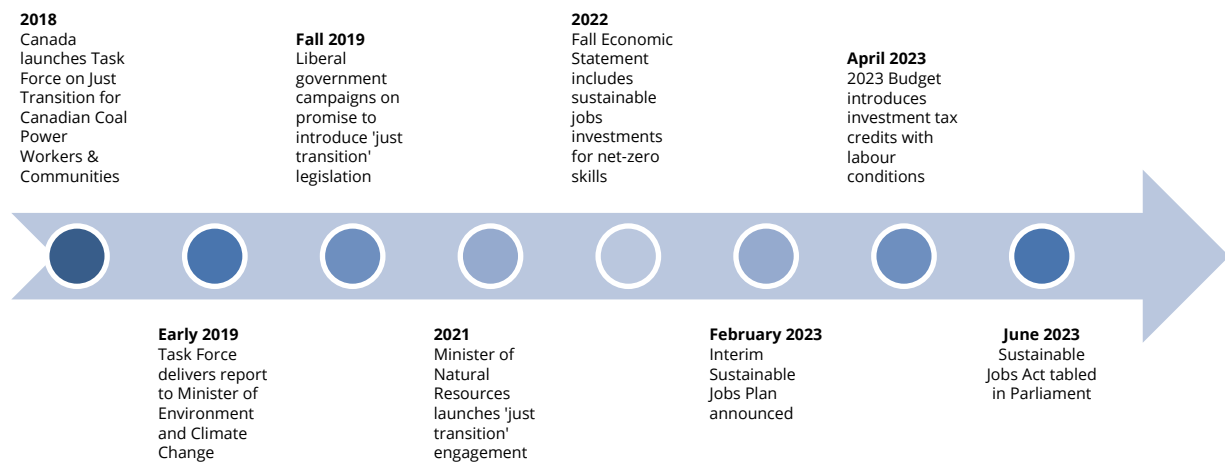 2018
Canada
launches Task
Force on Just
Transition for
Canadian Coal
Power
Workers &
Communities
Early 2019
Task Force
delivers report
to Minister of
Environment
and Climate
Change
Fall 2019
Liberal
government
campaigns on
promise to
introduce 'just
transition'
legislation
2021
Minister of
Natural
Resources
launches 'just
transition'
engagement
2022
Fall Economic
Statement
includes
sustainable
jobs
investments
for net-zero
skills
February 2023
Interim
Sustainable
Jobs Plan
announced
April 2023
2023 Budget
introduces
investment tax
credits with
labour
conditions
June 2023
Sustainable
Jobs Act tabled
in Parliament